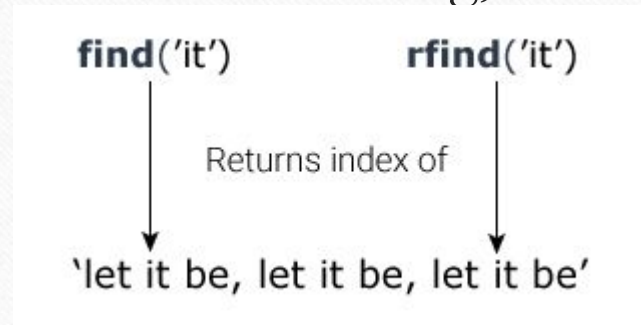 find('it') rfind('it')
Returns index of
‘let it be, let it be, let it be’